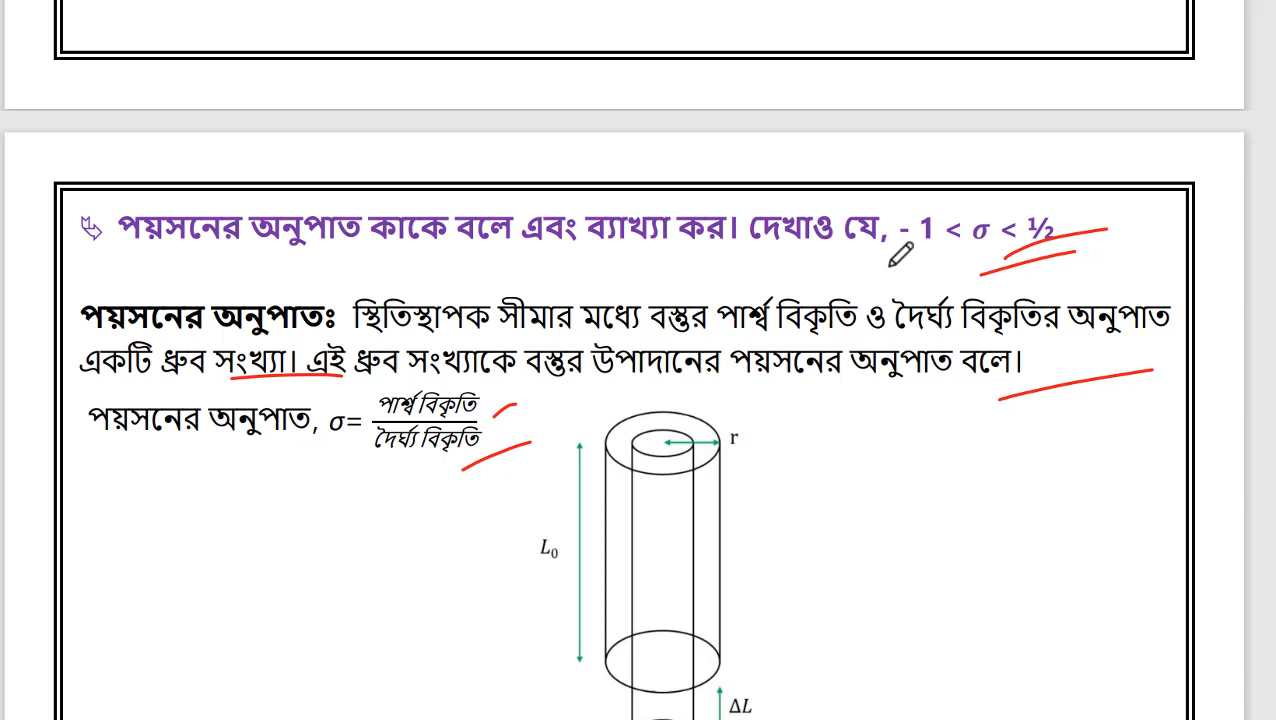 পয়সনের অনুপাত কাকে বলে এবং ব্যাখ্যা কর। দেখাও যে, - 1 < σ < ½
পয়সনের অনুপাতঃ স্থিতিস্থাপক সীমার মধ্যে বস্তুর পার্শ্ব বিকৃতি ও দৈর্ঘ্য বিকৃতির অনুপাত
একটি ধ্রুব সংখ্যা। এই ধ্রুব সংখ্যাকে বস্তুর উপাদানের পয়সনের অনুপাত বলে।
পয়সনের অনুপাত, σ= পার্শ্ব বিকৃতি
দৈর্ঘ্য বিকৃতি
r
L₀
ΔL